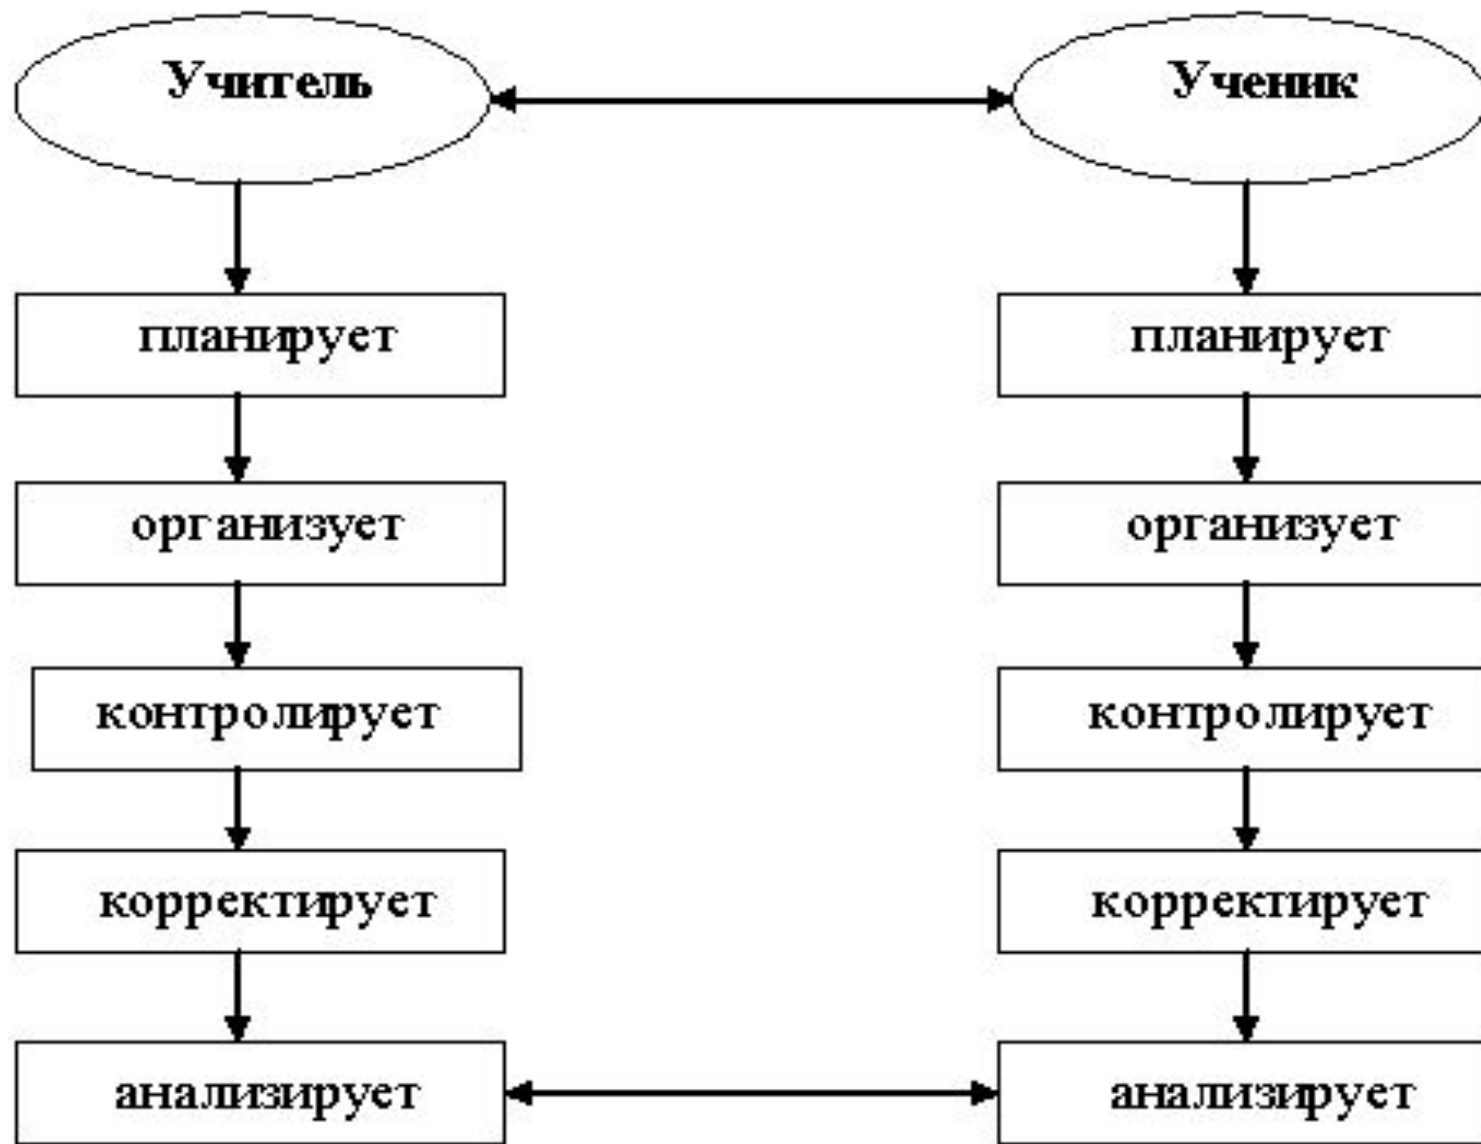 Учитель
Ученик
планирует
планирует
организует
организует
контролирует
контролирует
корректирует
корректирует
анализирует
анализирует